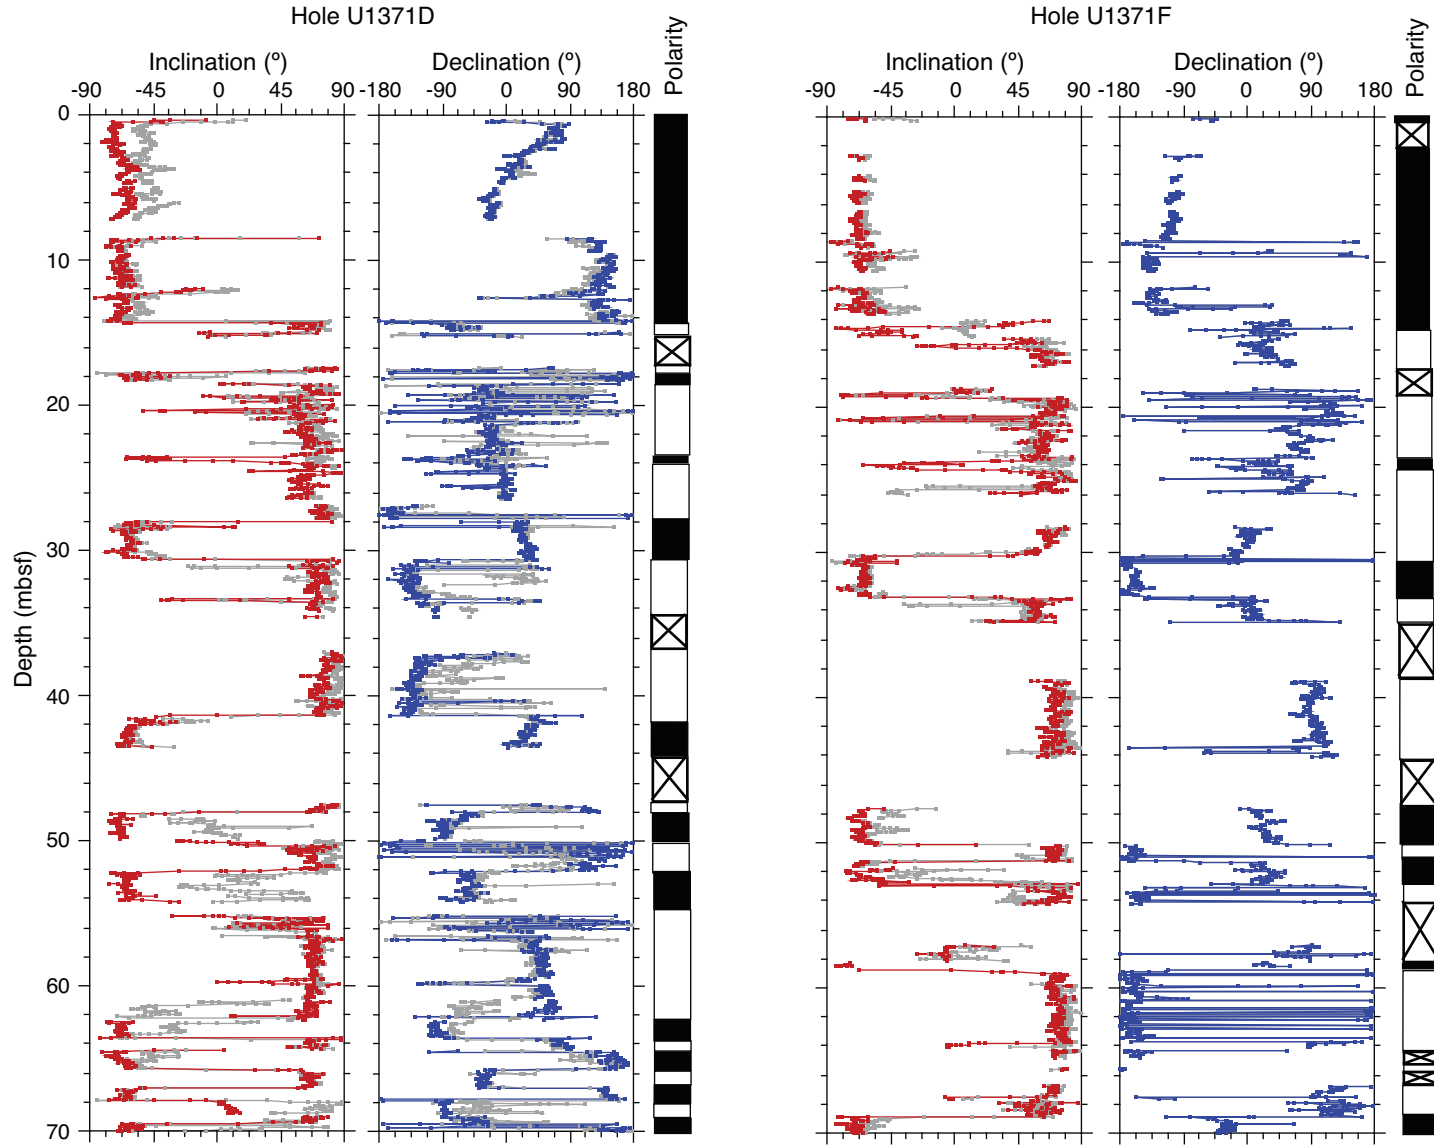 Hole U1371D
Hole U1371F
Inclination (º)
Declination (º)
Polarity
Inclination (º)
Declination (º)
Polarity
-90 -45 0 45 90
-180 -90 0 90 180
-90 -45 0 45 90
-180 -90 0 90 180
Depth (mbsf)
0
10
20
30
40
50
60
70